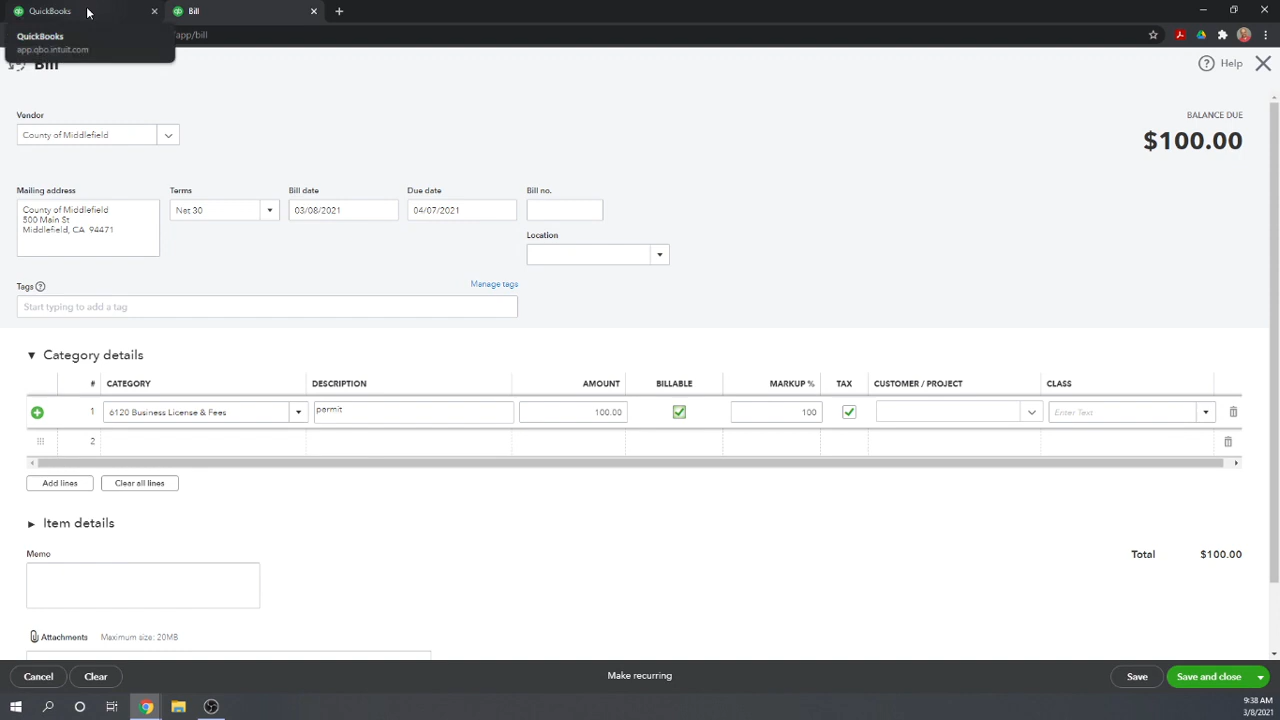 QuickBooks
Bill
QuickBooks
app.qbo.intuit.com
/app/bill
Bill
Help
Vendor
County of Middlefield
BALANCE DUE
$100.00
Mailing address
Terms
Bill date
Due date
Bill no.
County of Middlefield
500 Main St
Middlefield, CA 94471
Net 30
03/08/2021
04/07/2021
Location
Tags
Manage tags
Start typing to add a tag
Category details
# CATEGORY DESCRIPTION AMOUNT BILLABLE MARKUP % TAX CUSTOMER / PROJECT CLASS
1 6120 Business License & Fees permit 100.00 100 Enter Text
2
Add lines
Clear all lines
Item details
Memo
Total $100.00
Attachments Maximum size: 20MB
Cancel
Clear
Make recurring
Save
Save and close
9:38 AM
3/8/2021